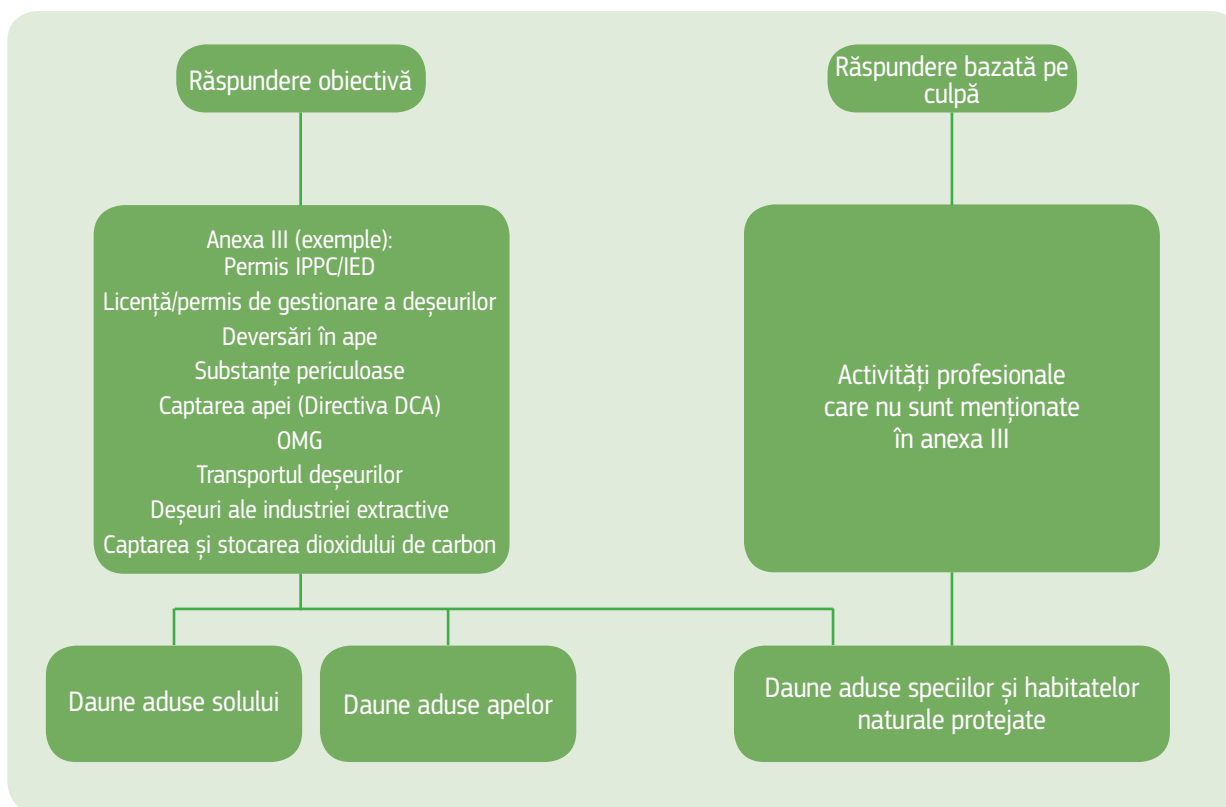 Răspundere obiectivă
Răspundere bazată pe
culpă
Anexa III (exemple):
Permis IPPC/IED
Licență/permis de gestionare a deșeurilor
Deversări în ape
Substanțe periculoase
Captarea apei (Directiva DCA)
OMG
Transportul deșeurilor
Deșeuri ale industriei extractive
Captarea și stocarea dioxidului de carbon
Activități profesionale
care nu sunt menționate
în anexa III
Daune aduse solului
Daune aduse apelor
Daune aduse speciilor și habitatelor
naturale protejate